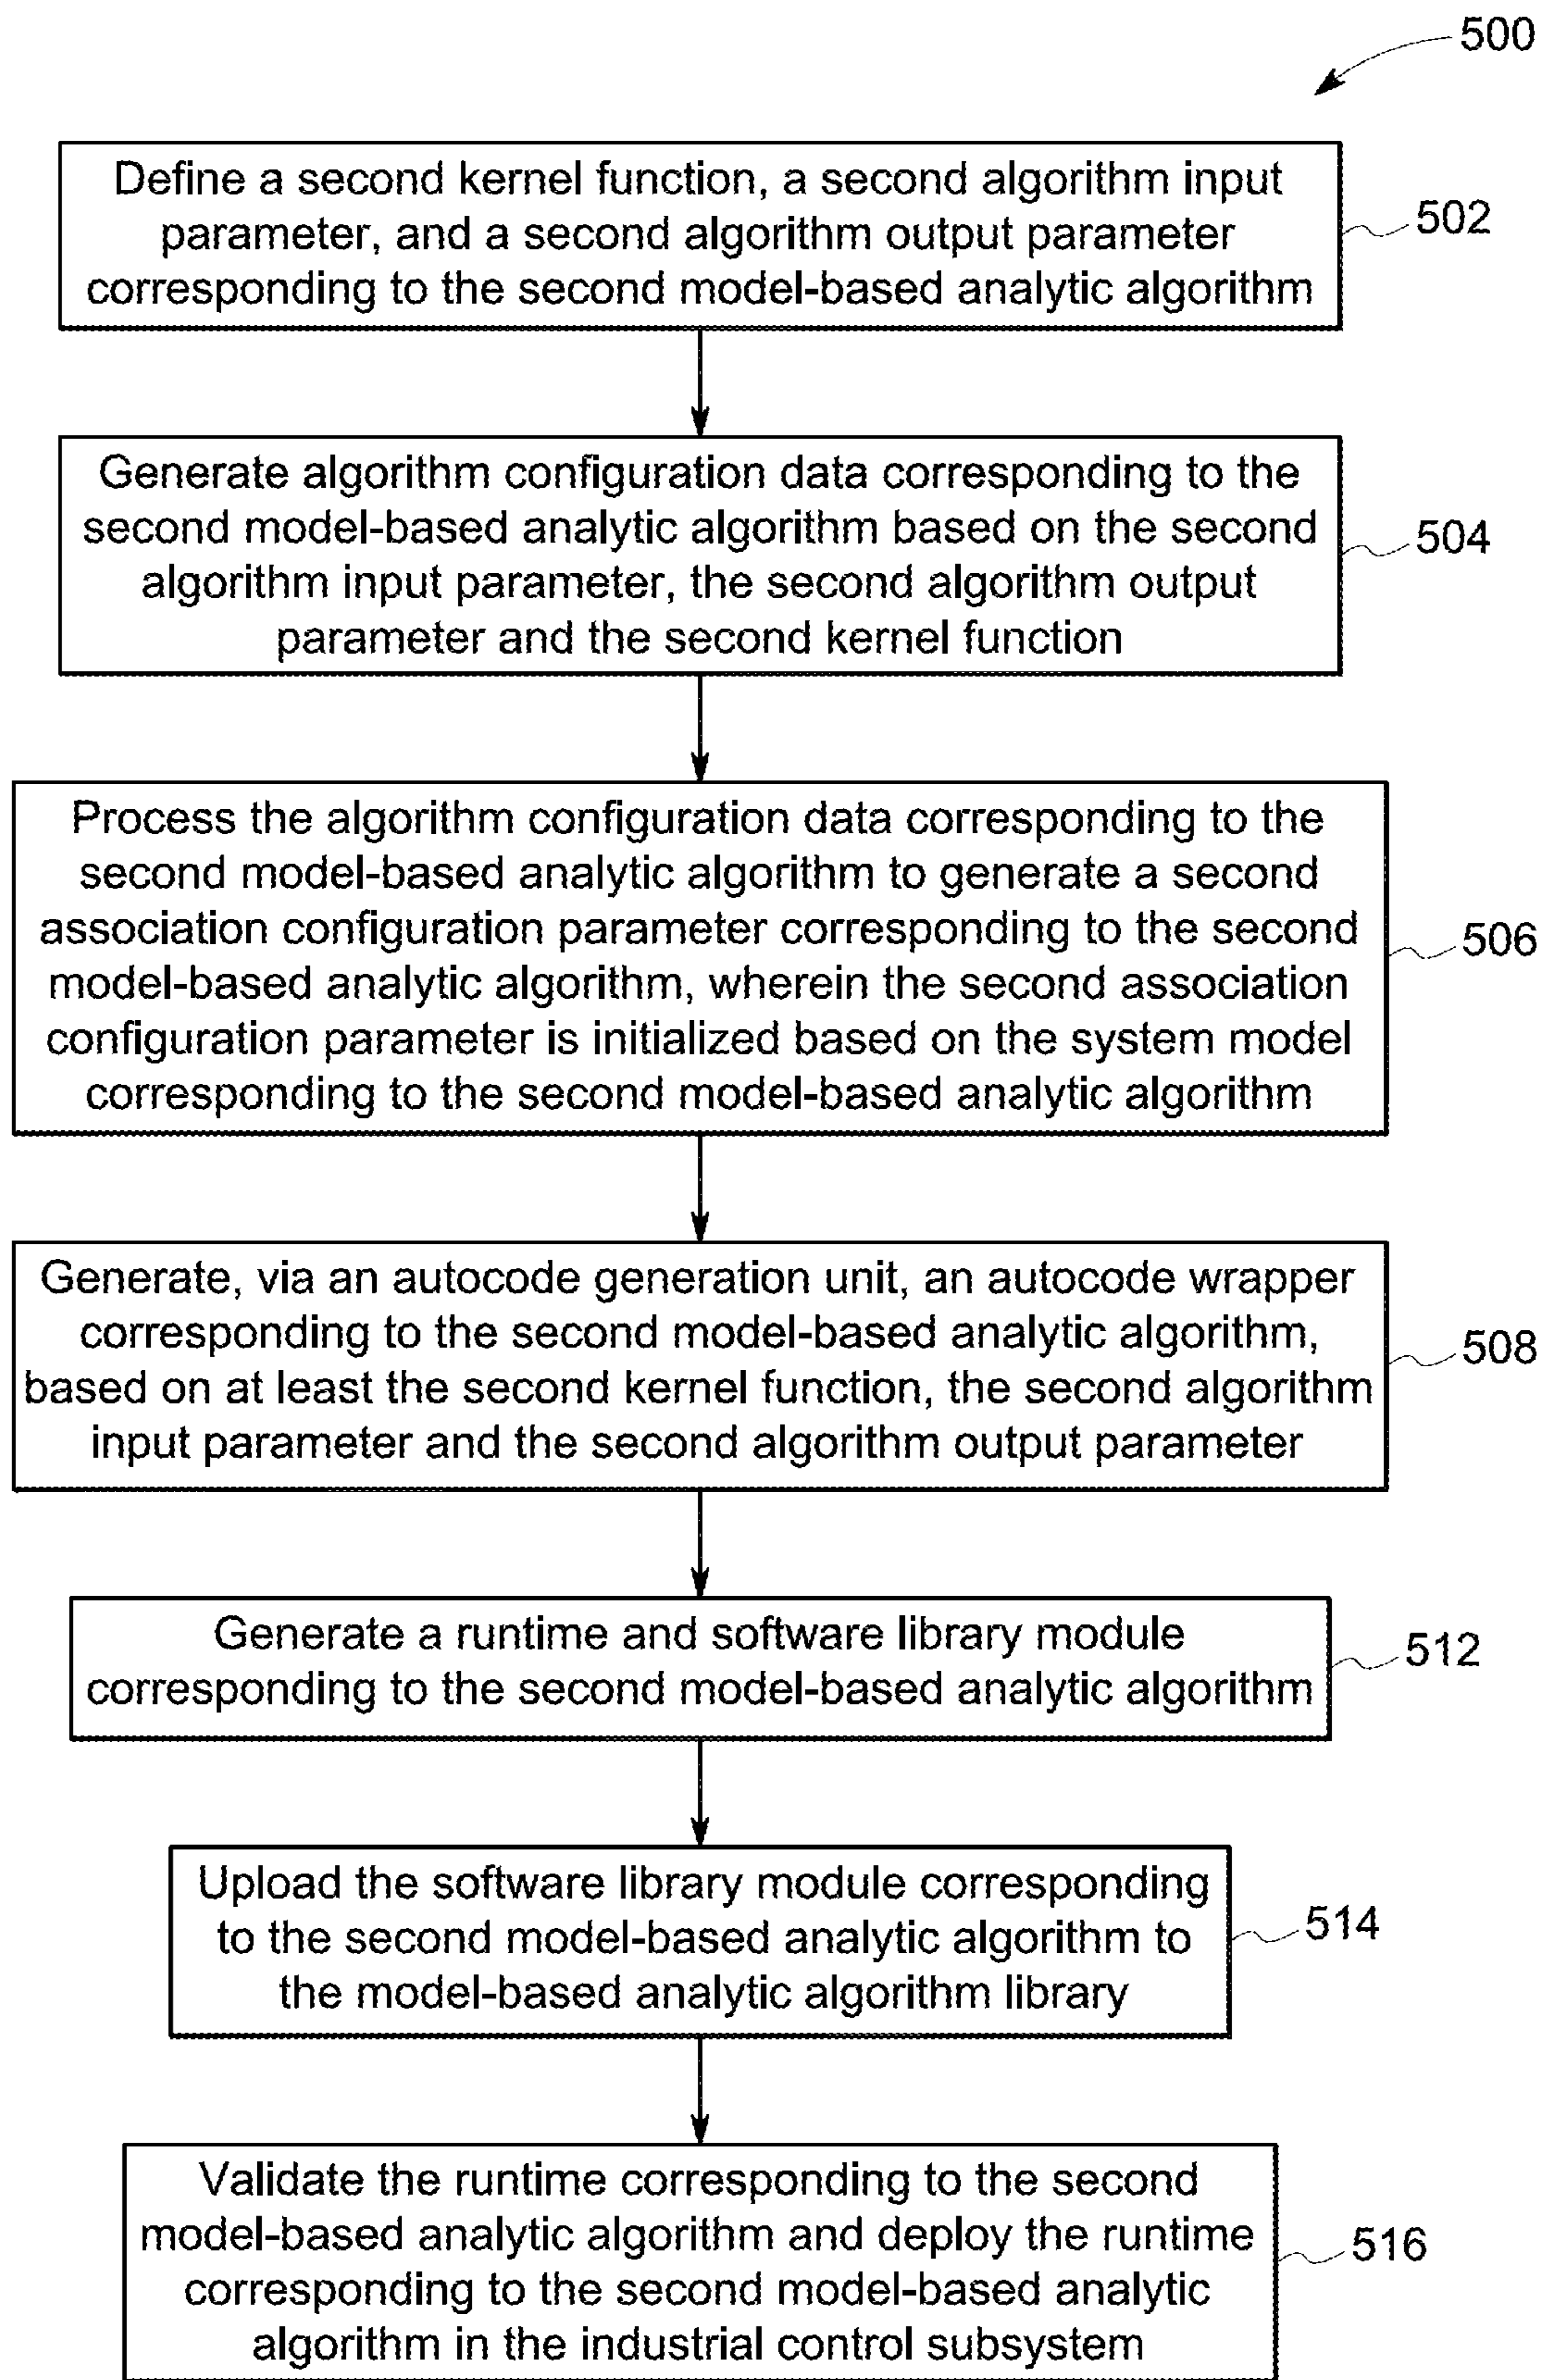 500
Define a second kernel function, a second algorithm input
parameter, and a second algorithm output parameter
corresponding to the second model-based analytic algorithm
502
Generate algorithm configuration data corresponding to the
second model-based analytic algorithm based on the second
algorithm input parameter, the second algorithm output
parameter and the second kernel function
504
Process the algorithm configuration data corresponding to the
second model-based analytic algorithm to generate a second
association configuration parameter corresponding to the second
model-based analytic algorithm, wherein the second association
configuration parameter is initialized based on the system model
corresponding to the second model-based analytic algorithm
506
Generate, via an autocode generation unit, an autocode wrapper
corresponding to the second model-based analytic algorithm,
based on at least the second kernel function, the second algorithm
input parameter and the second algorithm output parameter
508
Generate a runtime and software library module
corresponding to the second model-based analytic algorithm
512
Upload the software library module corresponding
to the second model-based analytic algorithm to
the model-based analytic algorithm library
514
Validate the runtime corresponding to the second
model-based analytic algorithm and deploy the runtime
corresponding to the second model-based analytic
algorithm in the industrial control subsystem
516